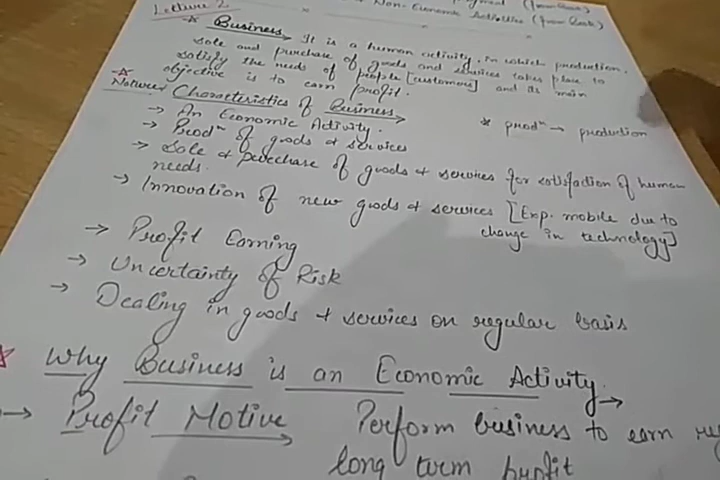 Lecture 2
Non-Economic Activities (from Book)
* Business → It is a human activity, in which production,
sale and purchase of goods and services takes place to
satisfy the needs of people [customers] and its main
objective is to earn profit.
* Nature / Characteristics of Business →
→ An Economic Activity.
* prodⁿ → production
→ Prodⁿ of goods & services
→ Sale & purchase of goods & services for satisfaction of human
needs.
→ Innovation of new goods & services [Exp. mobile due to
change in technology]
→ Profit Earning
→ Uncertainty of Risk
→ Dealing in goods & services on regular basis
* Why Business is an Economic Activity →
→ Profit Motive Perform business to earn
long term profit